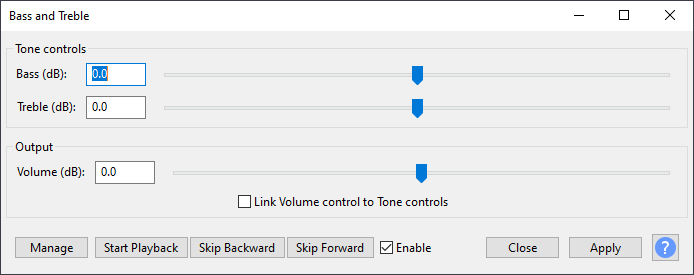 Bass and Treble
Tone controls
Bass (dB): 0.0
Treble (dB): 0.0
Output
Volume (dB): 0.0
Link Volume control to Tone controls
Manage Start Playback Skip Backward Skip Forward Enable Close Apply ?